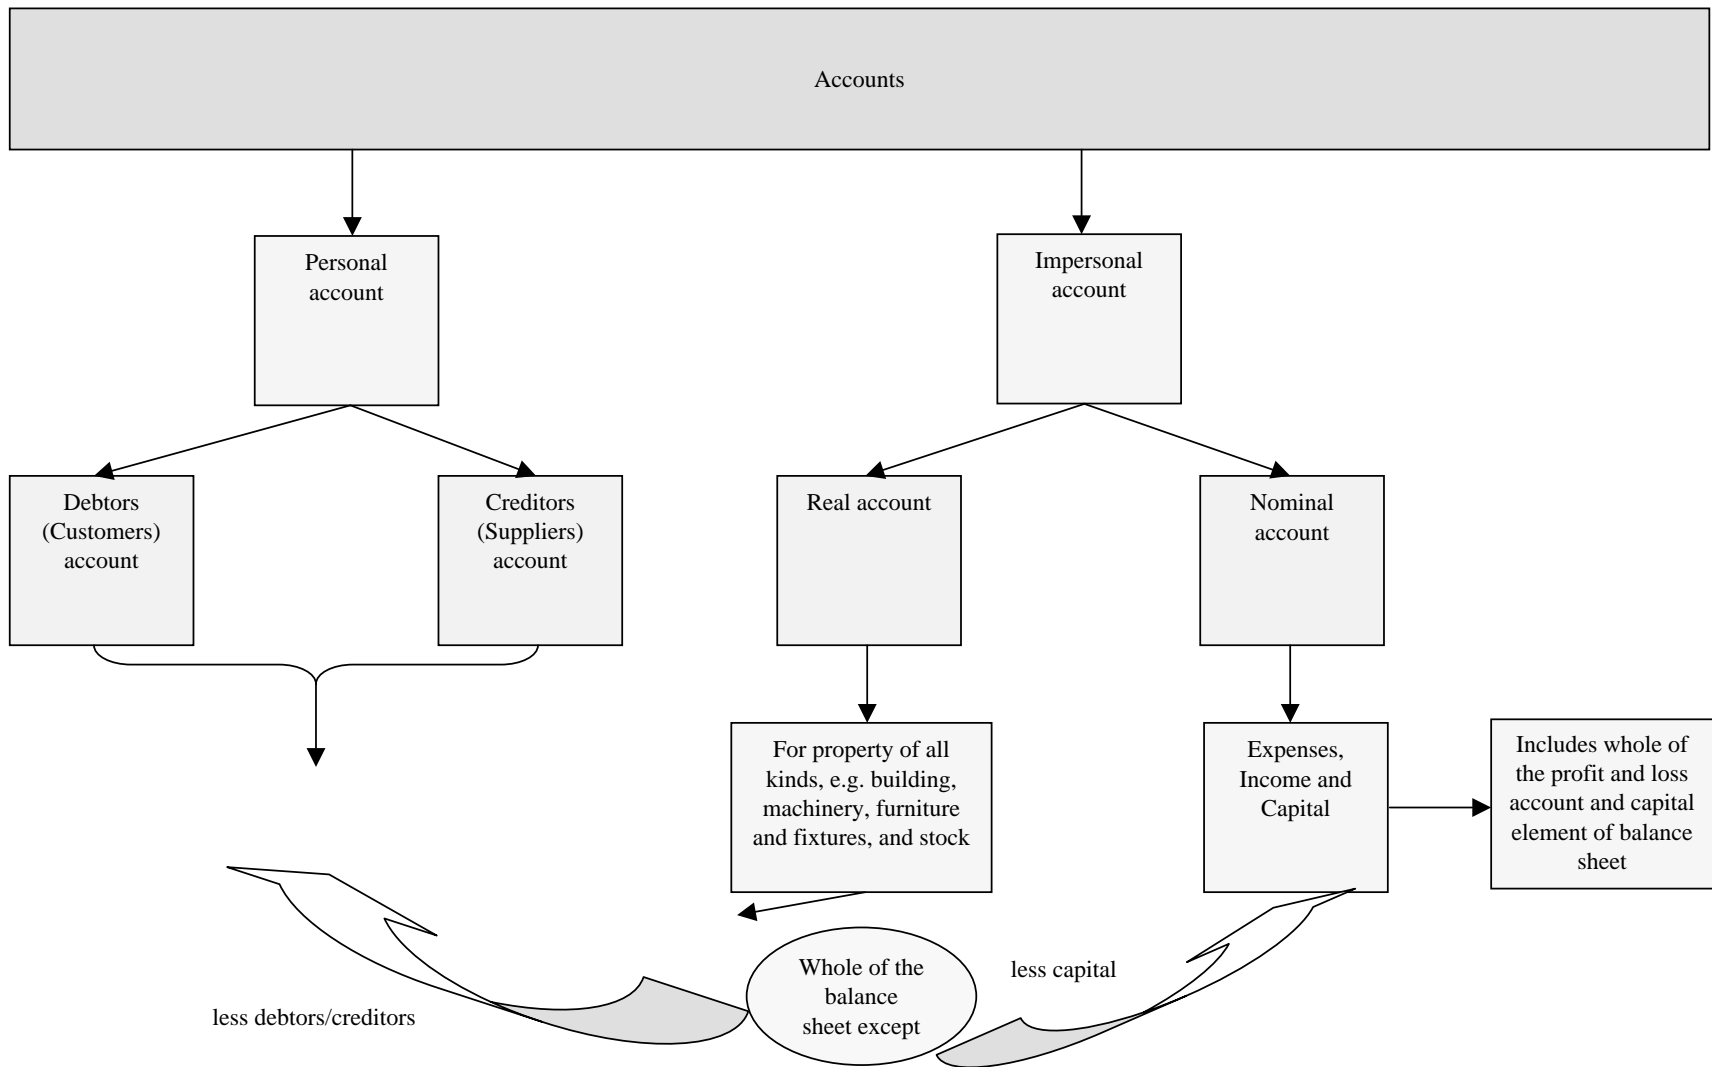 Accounts
Personal
account
Impersonal
account
Debtors
(Customers)
account
Creditors
(Suppliers)
account
Real account
Nominal
account
For property of all
kinds, e.g. building,
machinery, furniture
and fixtures, and stock
Expenses,
Income and
Capital
Includes whole of
the profit and loss
account and capital
element of balance
sheet
less debtors/creditors
Whole of the
balance
sheet except
less capital